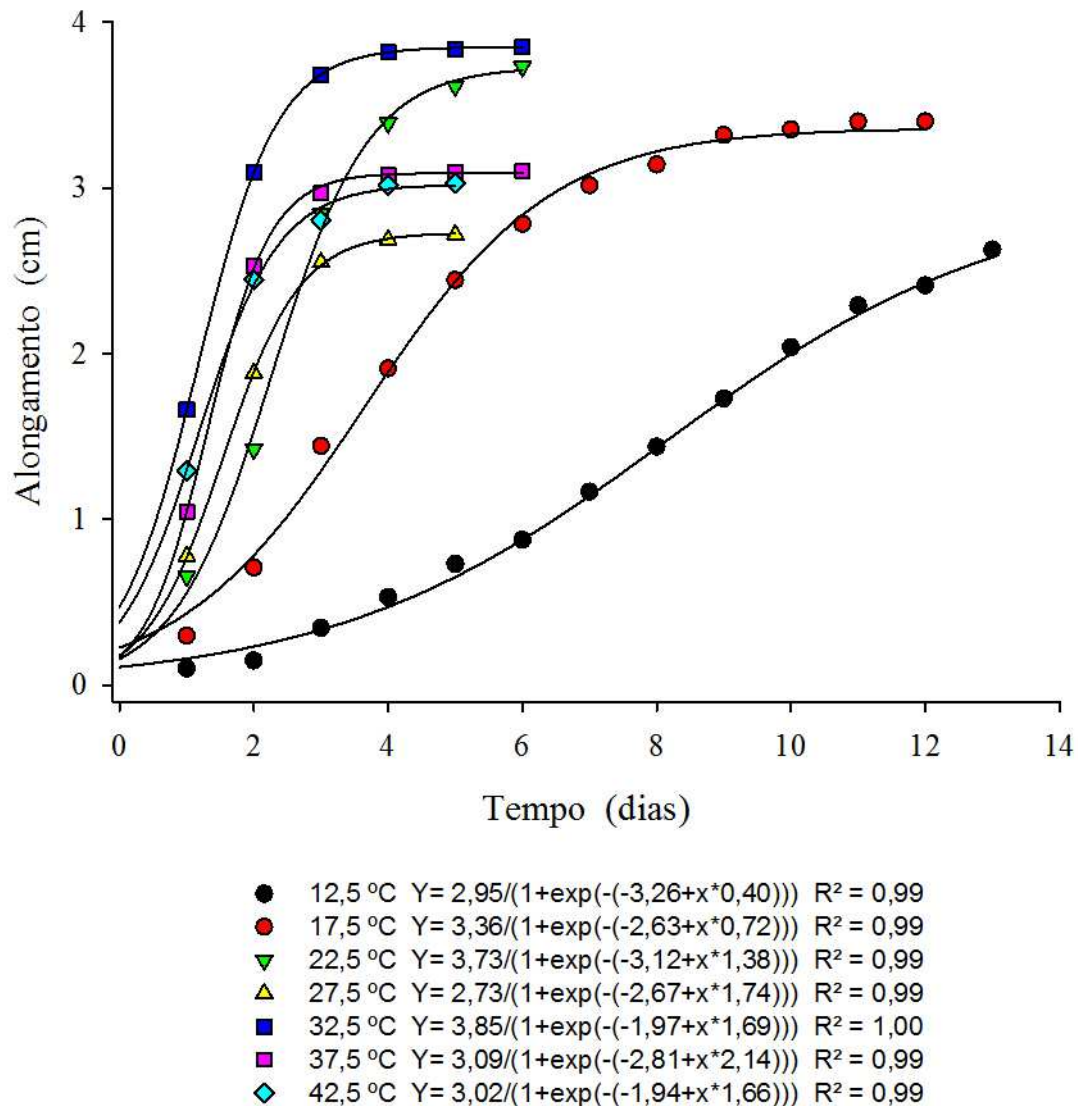 4
3
2
1
0
Alongamento (cm)
0 2 4 6 8 10 12 14
Tempo (dias)
12,5 ºC Y= 2,95/(1+exp(-(-3,26+x*0,40))) R² = 0,99
17,5 ºC Y= 3,36/(1+exp(-(-2,63+x*0,72))) R² = 0,99
22,5 ºC Y= 3,73/(1+exp(-(-3,12+x*1,38))) R² = 0,99
27,5 ºC Y= 2,73/(1+exp(-(-2,67+x*1,74))) R² = 0,99
32,5 ºC Y= 3,85/(1+exp(-(-1,97+x*1,69))) R² = 1,00
37,5 ºC Y= 3,09/(1+exp(-(-2,81+x*2,14))) R² = 0,99
42,5 ºC Y= 3,02/(1+exp(-(-1,94+x*1,66))) R² = 0,99